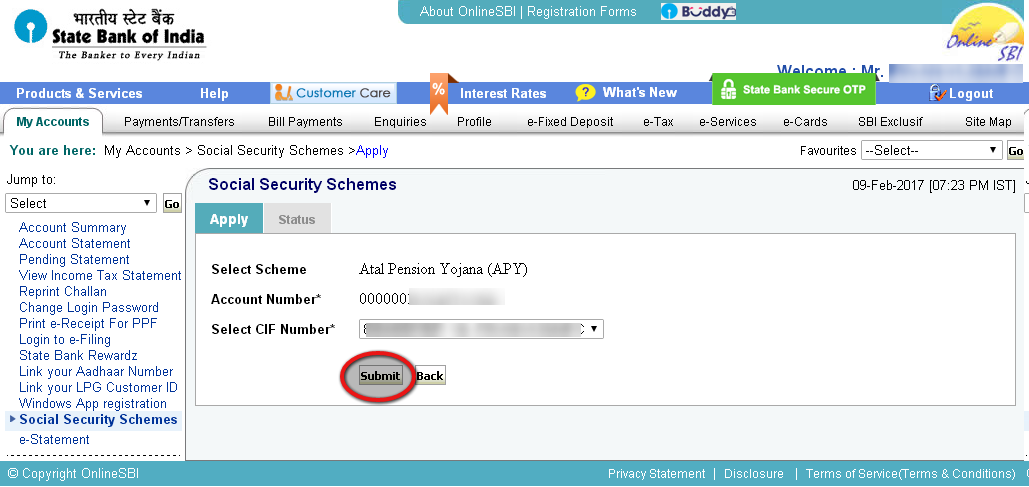 भारतीय स्टेट बैंक
State Bank of India
The Banker to Every Indian
About OnlineSBI | Registration Forms
Buddy
Online SBI
Welcome : Mr.
Products & Services
Help
Customer Care
%
Interest Rates
?
What's New
State Bank Secure OTP
Logout
My Accounts
Payments/Transfers
Bill Payments
Enquiries
Profile
e-Fixed Deposit
e-Tax
e-Services
e-Cards
SBI Exclusif
Site Map
You are here: My Accounts > Social Security Schemes >Apply
Favourites
--Select--
Go
Jump to:
Select
Go
Account Summary
Account Statement
Pending Statement
View Income Tax Statement
Reprint Challan
Change Login Password
Print e-Receipt For PPF
Login to e-Filing
State Bank Rewardz
Link your Aadhaar Number
Link your LPG Customer ID
Windows App registration
Social Security Schemes
e-Statement
Social Security Schemes
09-Feb-2017 [07:23 PM IST]
Apply
Status
Select Scheme
Atal Pension Yojana (APY)
Account Number*
000000
Select CIF Number*
Submit
Back
© Copyright OnlineSBI
Privacy Statement | Disclosure | Terms of Service(Terms & Conditions)